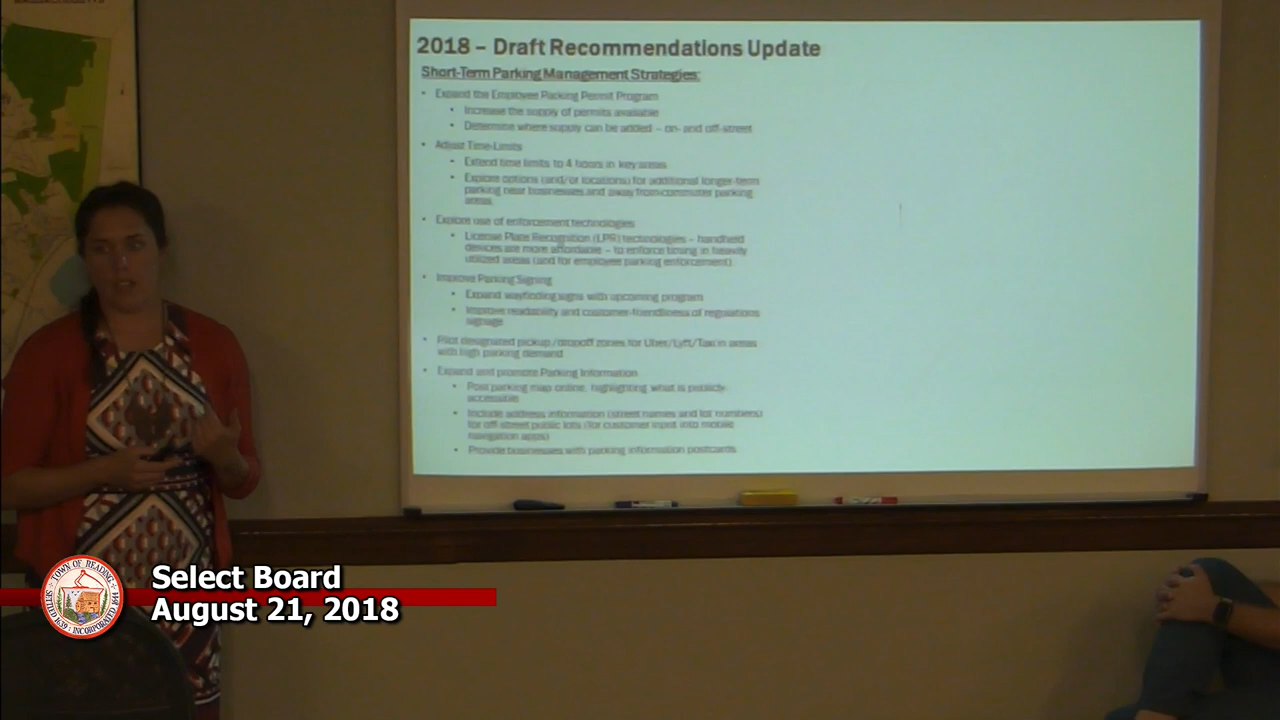 2018 – Draft Recommendations Update
Short-Term Parking Management Strategies:
• Expand the Employee Parking Permit Program
• Increase the supply of permits available
• Determine where supply can be added – on- and off-street
• Adjust Time-Limits
• Extend time limits to 4 hours in key areas
• Explore options (and/or locations) for additional longer-term
parking near businesses and away from commuter parking
areas.
• Explore use of enforcement technologies
• License Plate Recognition (LPR) technologies – handheld
devices are more affordable – to enforce timing in heavily
utilized areas (and for employee parking enforcement).
• Improve Parking Signing
• Expand wayfinding signs with upcoming program
• Improve readability and customer-friendliness of regulations
signage.
• Pilot designated pickup/dropoff zones for Uber/Lyft/Taxi in areas
with high parking demand
• Expand and promote Parking Information
• Post parking map online, highlighting what is publicly-
accessible
• Include address information (street names and lot numbers)
for off-street public lots (for customer input into mobile
navigation apps)
• Provide businesses with parking information postcards
TOWN OF READING
SETTLED 1639 · INCORPORATED 1644
Select Board
August 21, 2018